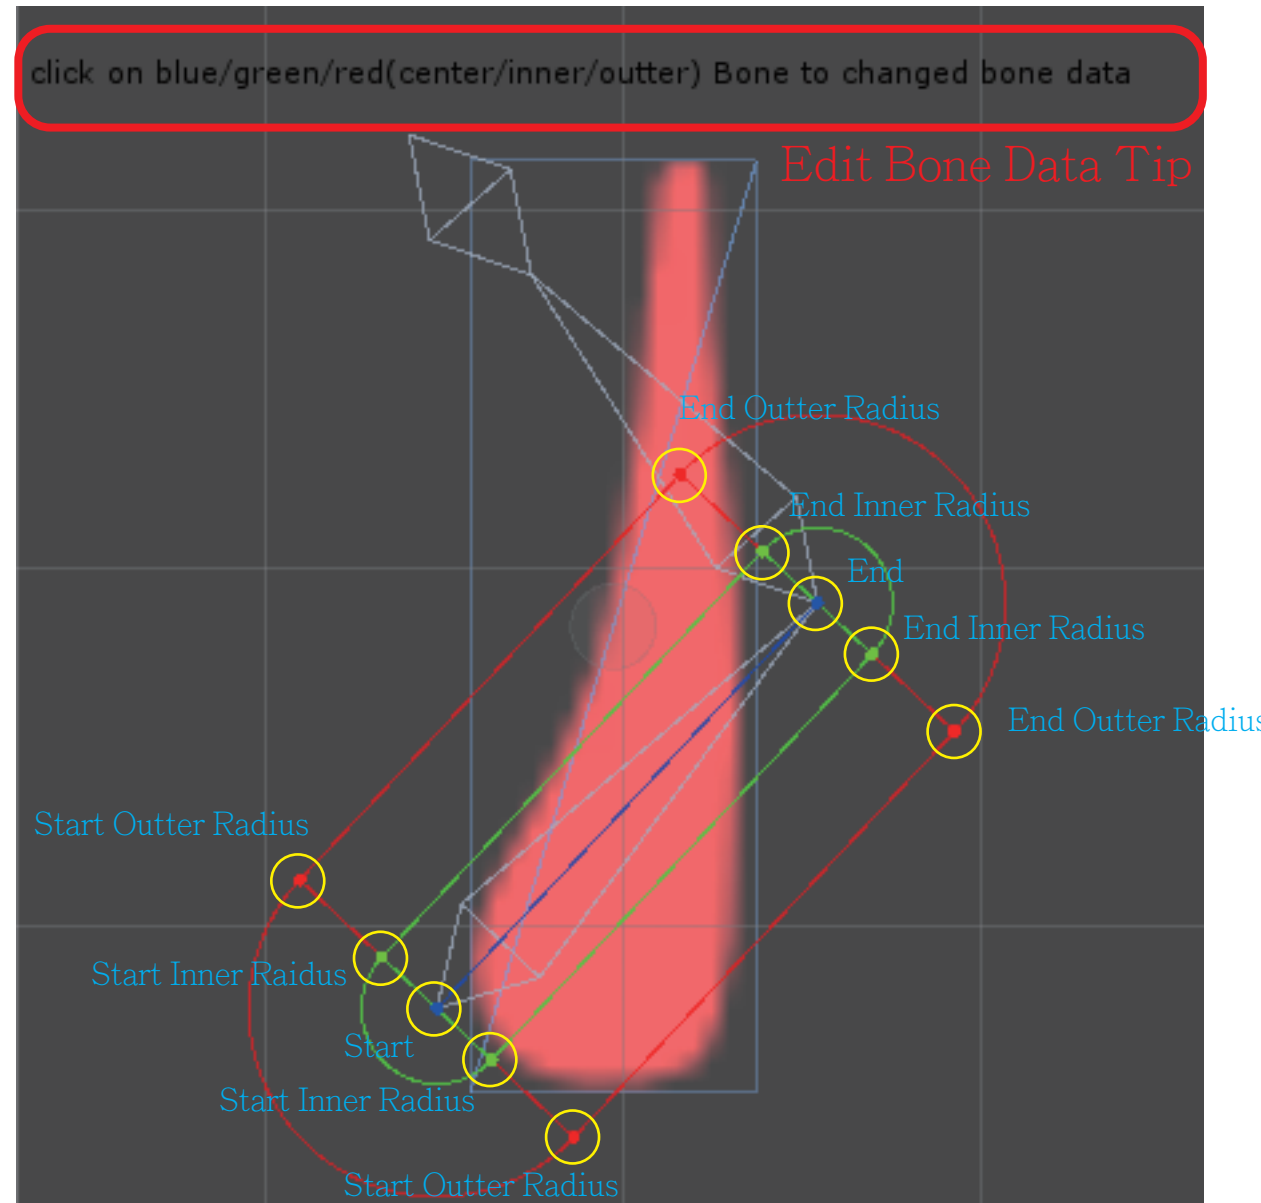 click on blue/green/red(center/inner/outter) Bone to changed bone data
Edit Bone Data Tip
End Outter Radius
End Inner Radius
End
End Inner Radius
End Outter Radius
Start Outter Radius
Start Inner Raidus
Start
Start Inner Radius
Start Outter Radius